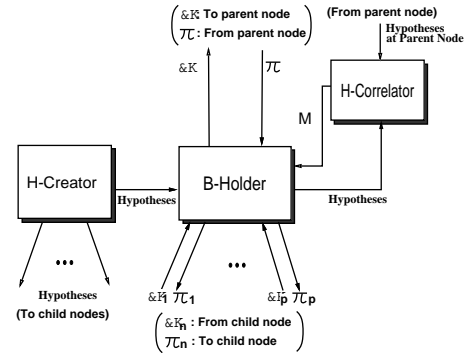 &K: To parent node
π : From parent node
(From parent node)
Hypotheses
at Parent Node
&K
π
H-Correlator
M
H-Creator
B-Holder
Hypotheses
Hypotheses
...
...
&K1 π1
&Kp πp
Hypotheses
(To child nodes)
&Kn : From child node
πn : To child node